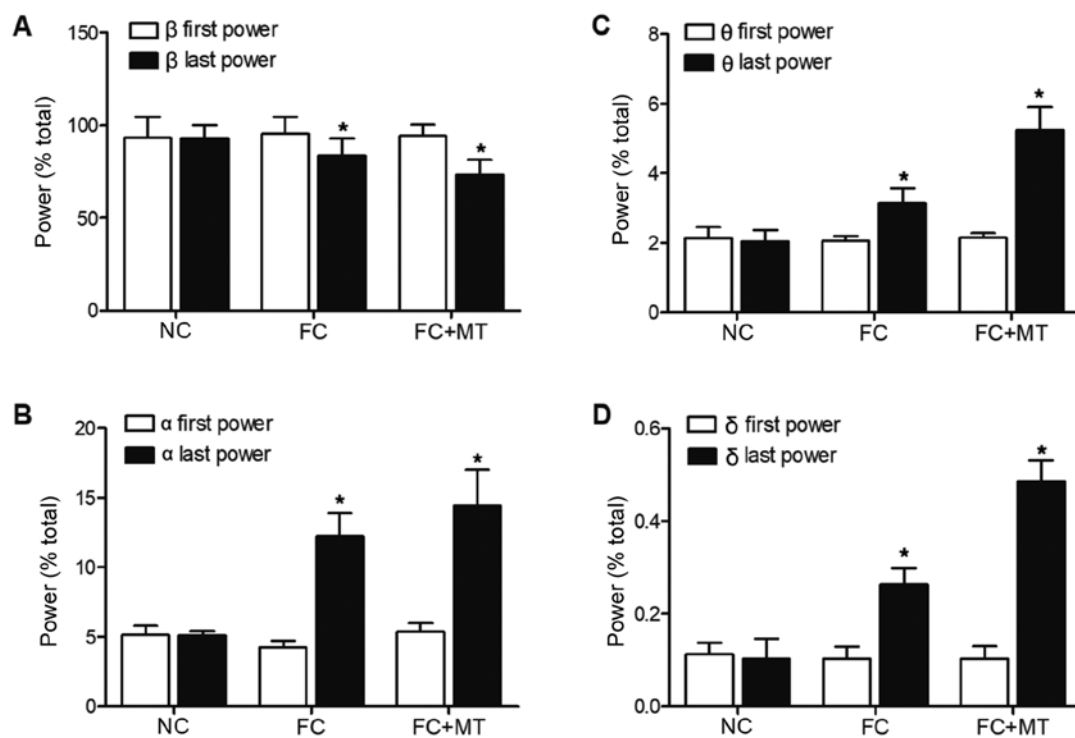 A
β first power
β last power
Power (% total)
150
100
50
0
NC FC FC+MT
* *
C
θ first power
θ last power
Power (% total)
8
6
4
2
0
NC FC FC+MT
* *
B
α first power
α last power
Power (% total)
20
15
10
5
0
NC FC FC+MT
* *
D
δ first power
δ last power
Power (% total)
0.6
0.4
0.2
0.0
NC FC FC+MT
* *